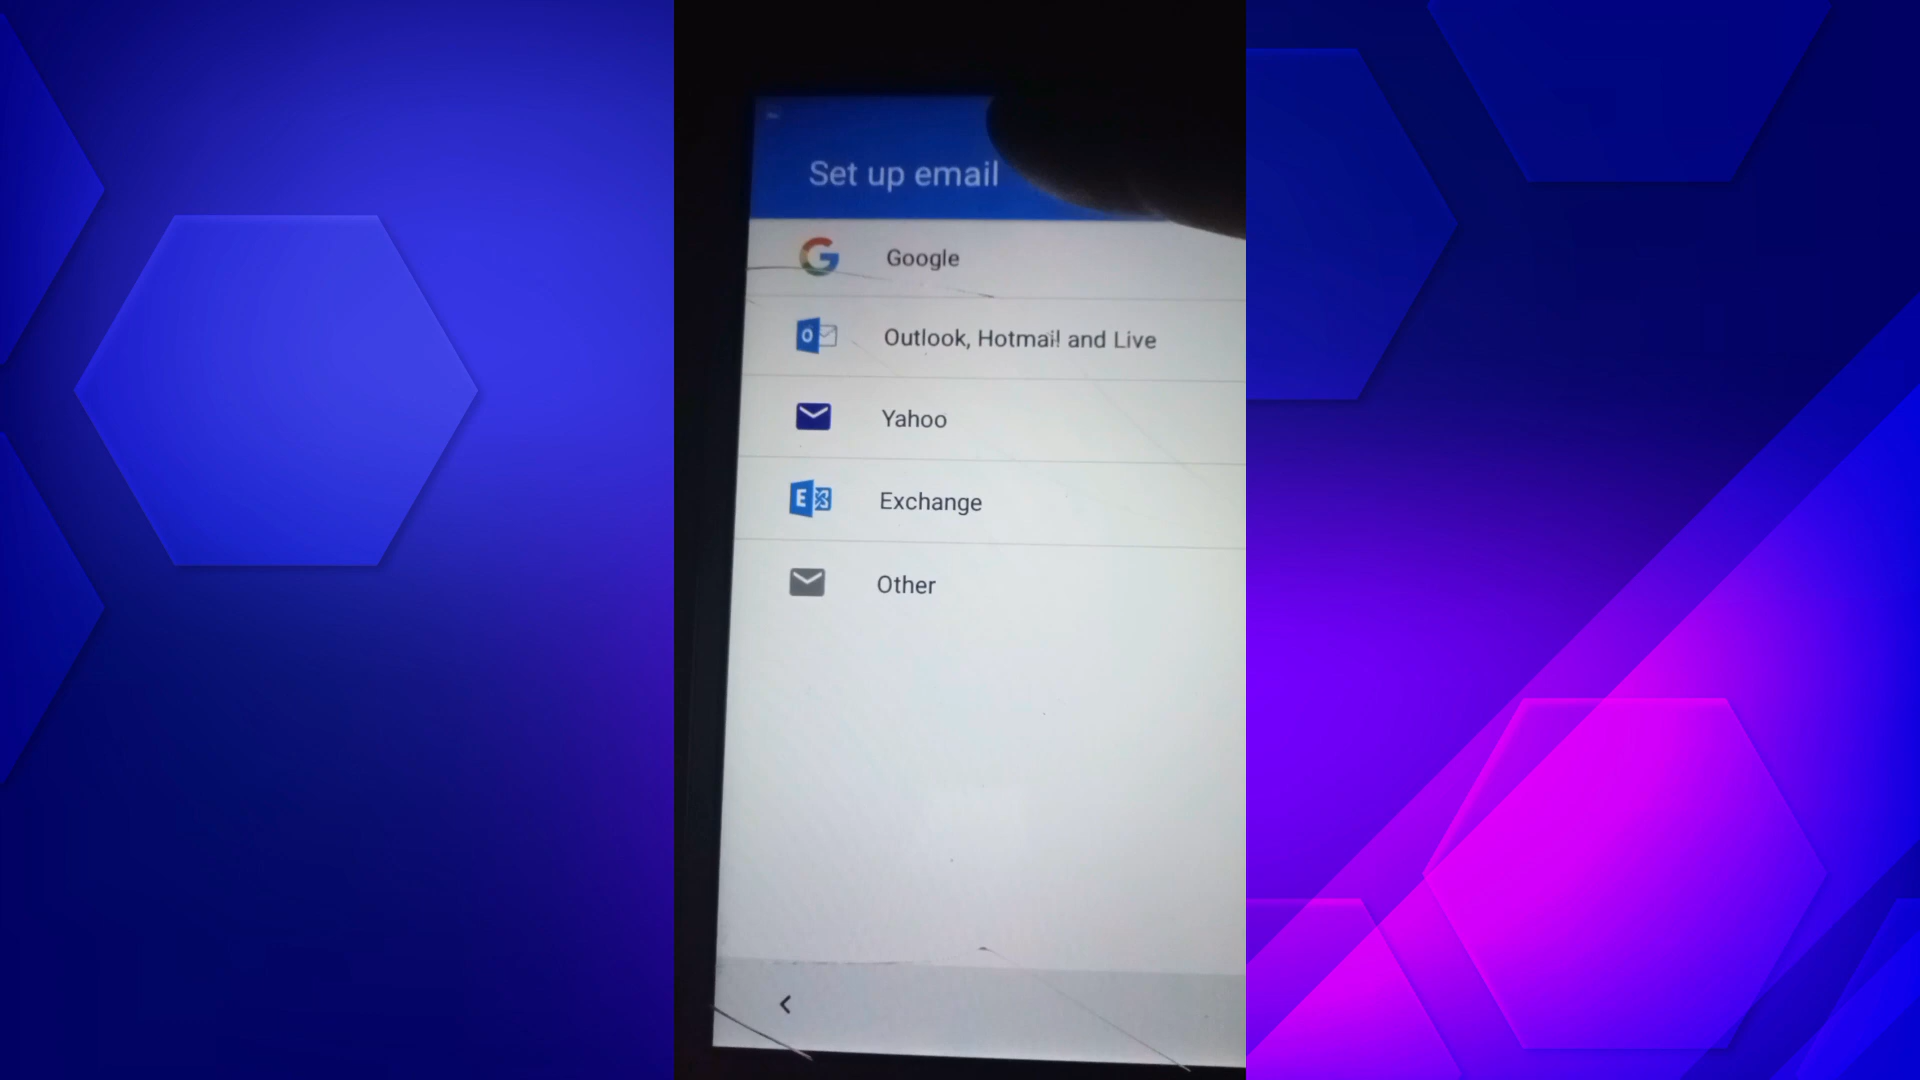 Set up email
Google
Outlook, Hotmail and Live
Yahoo
Exchange
Other